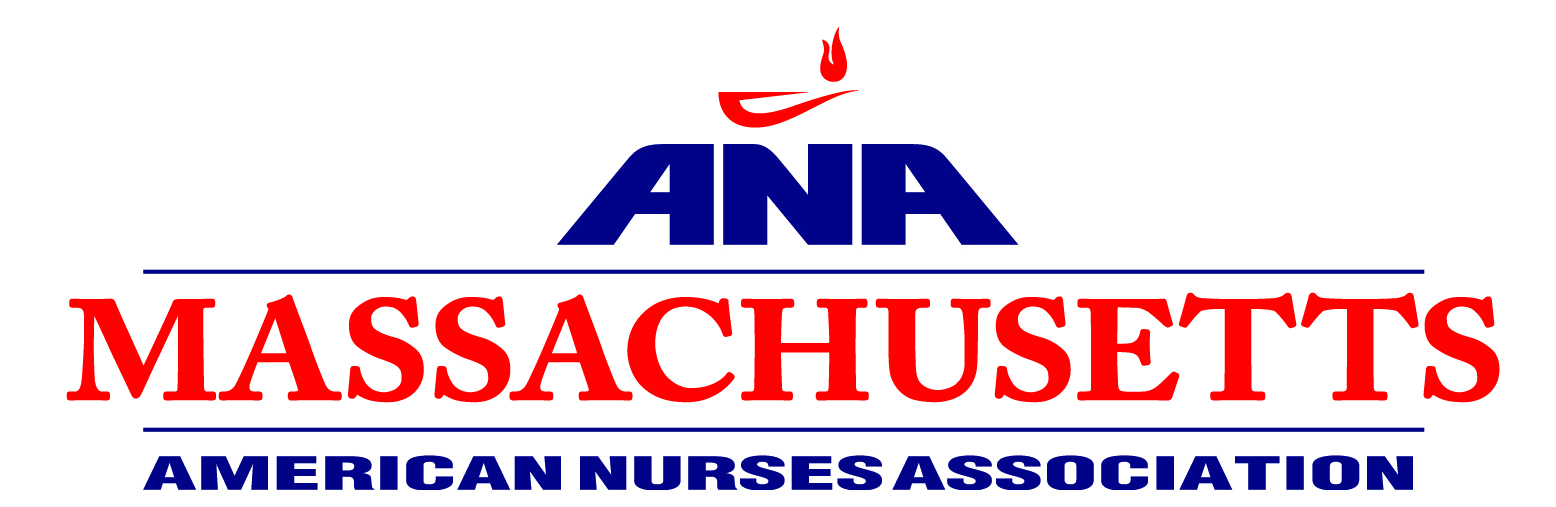 ANA
MASSACHUSETTS
AMERICAN NURSES ASSOCIATION